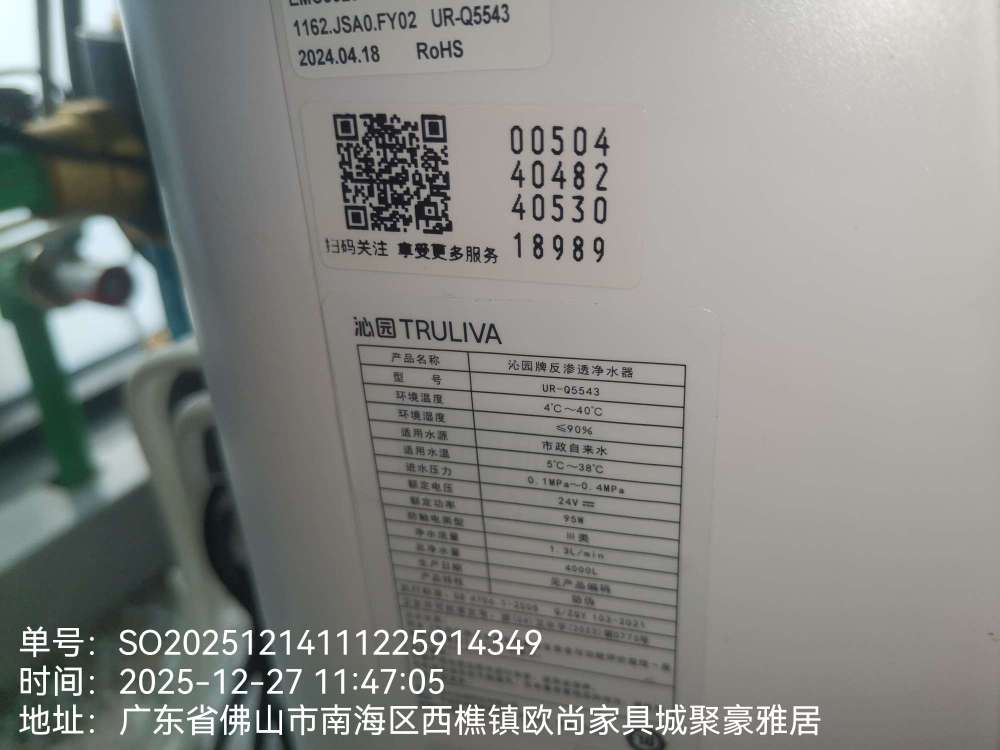 1162.JSA0.FY02 UR-Q5543
2024.04.18 RoHS
00504
40482
40530
18989
扫码关注 享受更多服务
沁园TRULIVA
产品名称 沁园牌反渗透净水器
型 号 UR-Q5543
环境温度 4℃~40℃
环境湿度 ≤90%
适用水源 市政自来水
适用水温 5℃~38℃
进水压力 0.1MPa~0.4MPa
额定电压 24V
额定功率 95W
防触电类型 III类
净水流量 1.3L/min
总净水量 4000L
生产日期 见产品编码
产品特性
单号: SO20251214111225914349
时间: 2025-12-27 11:47:05
地址: 广东省佛山市南海区西樵镇欧尚家具城聚豪雅居